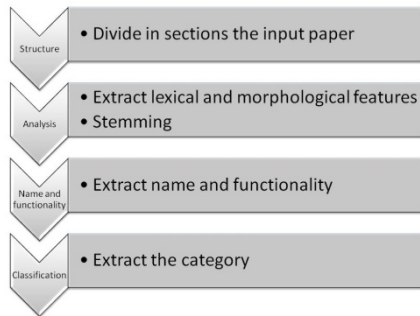 Structure
• Divide in sections the input paper
Analysis
• Extract lexical and morphological features
• Stemming
Name and
functionality
• Extract name and functionality
Classification
• Extract the category